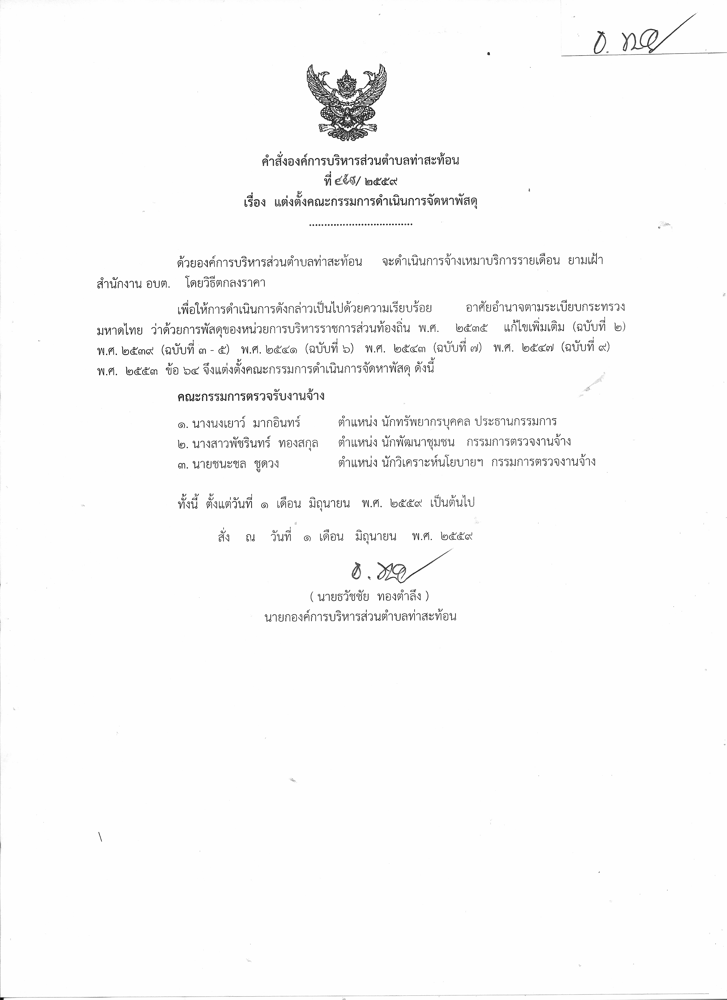 คำสั่งองค์การบริหารส่วนตำบลท่าสะท้อน
ที่ ๔๕๙/ ๒๕๕๙
เรื่อง แต่งตั้งคณะกรรมการดำเนินการจัดหาพัสดุ
..................................
ด้วยองค์การบริหารส่วนตำบลท่าสะท้อน จะดำเนินการจ้างเหมาบริการรายเดือน ยามเฝ้า
สำนักงาน อบต. โดยวิธีตกลงราคา
เพื่อให้การดำเนินการดังกล่าวเป็นไปด้วยความเรียบร้อย อาศัยอำนาจตามระเบียบกระทรวง
มหาดไทย ว่าด้วยการพัสดุของหน่วยการบริหารราชการส่วนท้องถิ่น พ.ศ. ๒๕๓๕ แก้ไขเพิ่มเติม (ฉบับที่ ๒)
พ.ศ. ๒๕๓๙ (ฉบับที่ ๓ - ๕) พ.ศ. ๒๕๔๑ (ฉบับที่ ๖) พ.ศ. ๒๕๔๓ (ฉบับที่ ๗) พ.ศ. ๒๕๔๗ (ฉบับที่ ๙)
พ.ศ. ๒๕๕๓ ข้อ ๖๔ จึงแต่งตั้งคณะกรรมการดำเนินการจัดหาพัสดุ ดังนี้
คณะกรรมการตรวจรับงานจ้าง
๑. นางนงเยาว์ มากอินทร์ ตำแหน่ง นักทรัพยากรบุคคล ประธานกรรมการ
๒. นางสาวพัชรินทร์ ทองสกุล ตำแหน่ง นักพัฒนาชุมชน กรรมการตรวจงานจ้าง
๓. นายชนะชล ชูดวง ตำแหน่ง นักวิเคราะห์นโยบายฯ กรรมการตรวจงานจ้าง
ทั้งนี้ ตั้งแต่วันที่ ๑ เดือน มิถุนายน พ.ศ. ๒๕๕๙ เป็นต้นไป
สั่ง ณ วันที่ ๑ เดือน มิถุนายน พ.ศ. ๒๕๕๙
( นายธวัชชัย ทองตำลึง )
นายกองค์การบริหารส่วนตำบลท่าสะท้อน